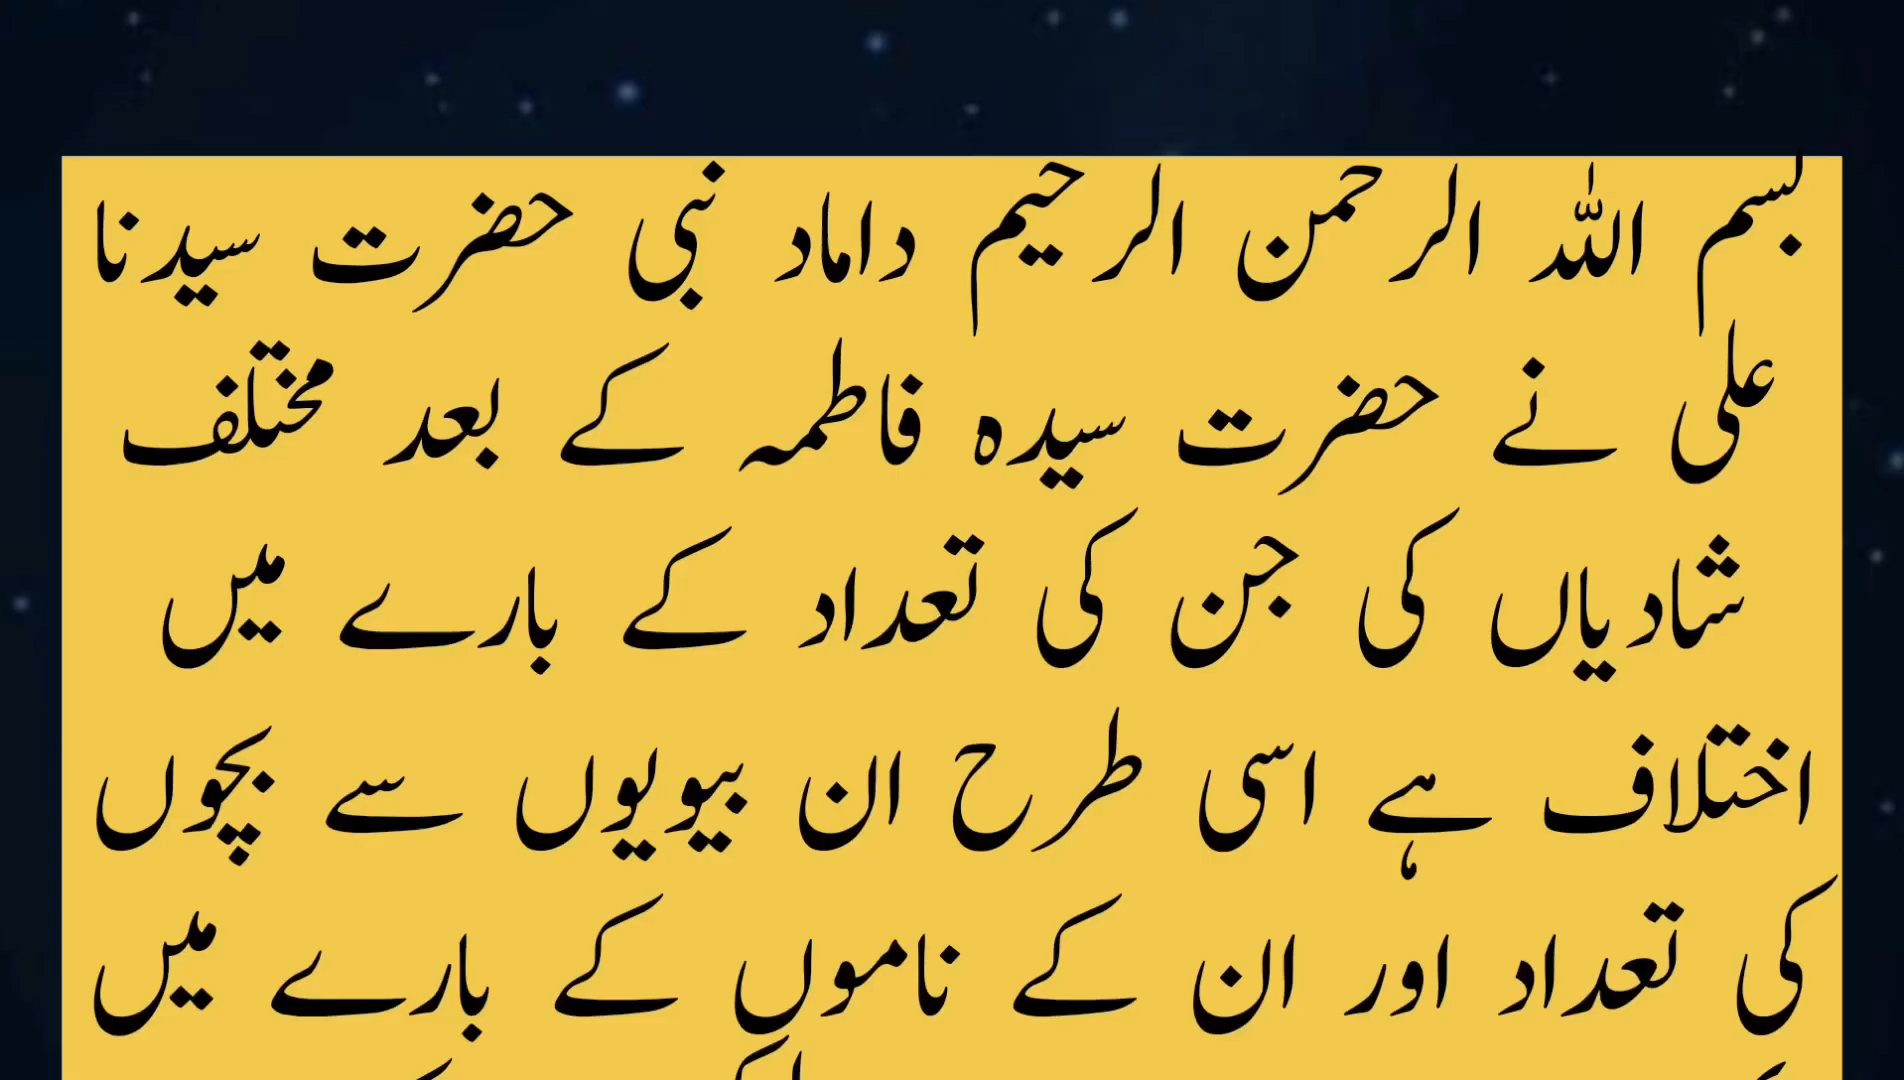 بسم اللہ الرحمن الرحیم داماد نبی حضرت سیدنا
علی نے حضرت سیدہ فاطمہ کے بعد مختلف
شادیاں کی جن کی تعداد کے بارے میں
اختلاف ہے اسی طرح ان بیویوں سے بچوں
کی تعداد اور ان کے ناموں کے بارے میں